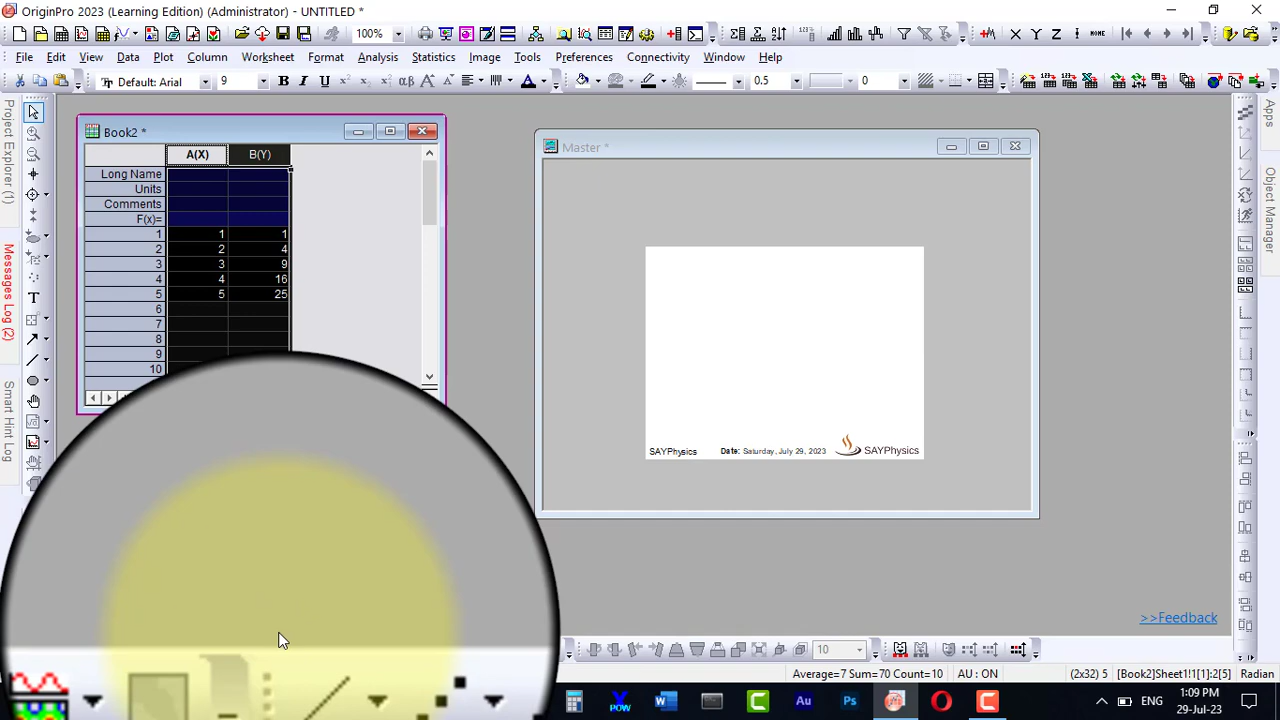 OriginPro 2023 (Learning Edition) (Administrator) - UNTITLED *
100%
File Edit View Data Plot Column Worksheet Format Analysis Statistics Image Tools Preferences Connectivity Window Help
Default: Arial 9 B I U 0.5 0
Project Explorer (1)
Messages Log (2)
Smart Hint Log
Book2 *
A(X) B(Y)
Long Name
Units
Comments
F(x)=
1 1 1
2 2 4
3 3 9
4 4 16
5 5 25
6
7
8
9
10
Master *
SAYPhysics Date: Saturday, July 29, 2023 SAYPhysics
Apps
Object Manager
>>Feedback
10
Average=7 Sum=70 Count=10 AU : ON (2x32) 5 [Book2]Sheet1![1]:2[5] Radian
ENG 1:09 PM
29-Jul-23